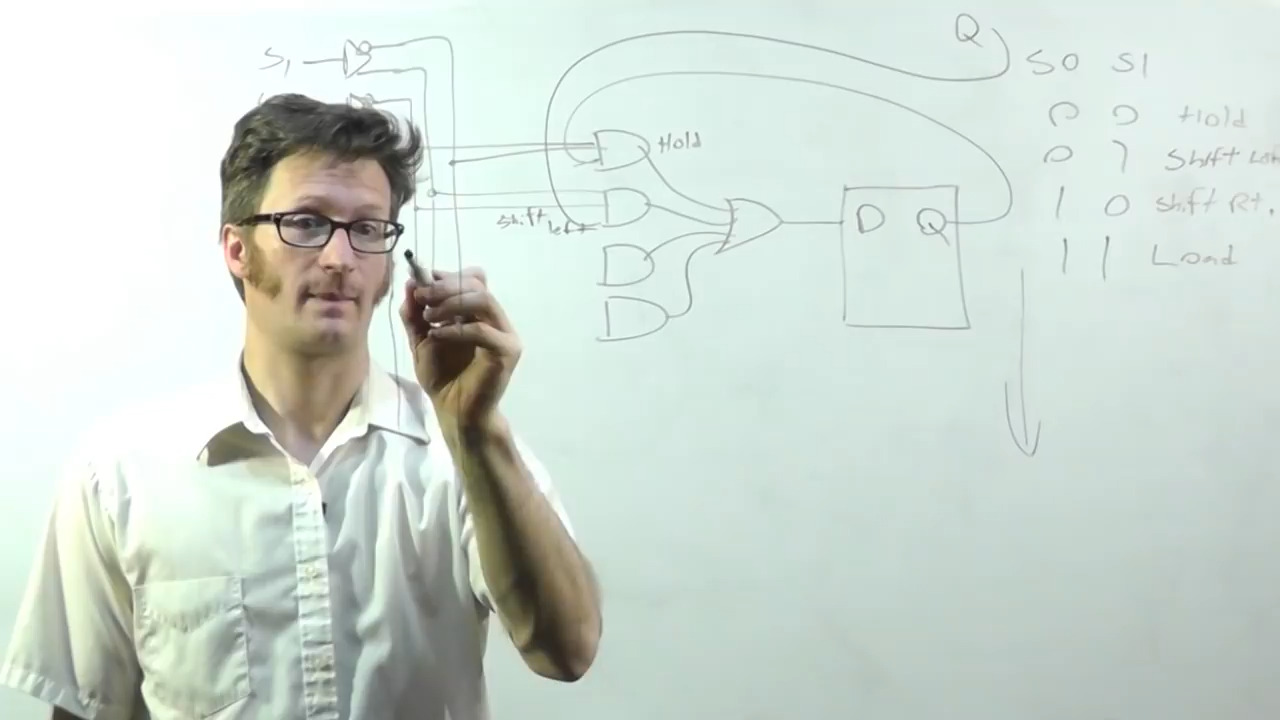 Q
S1
S0 S1
0 0 Hold
0 1 Shift Left
1 0 Shift Rt.
1 1 Load
Hold
Shift Left
D Q